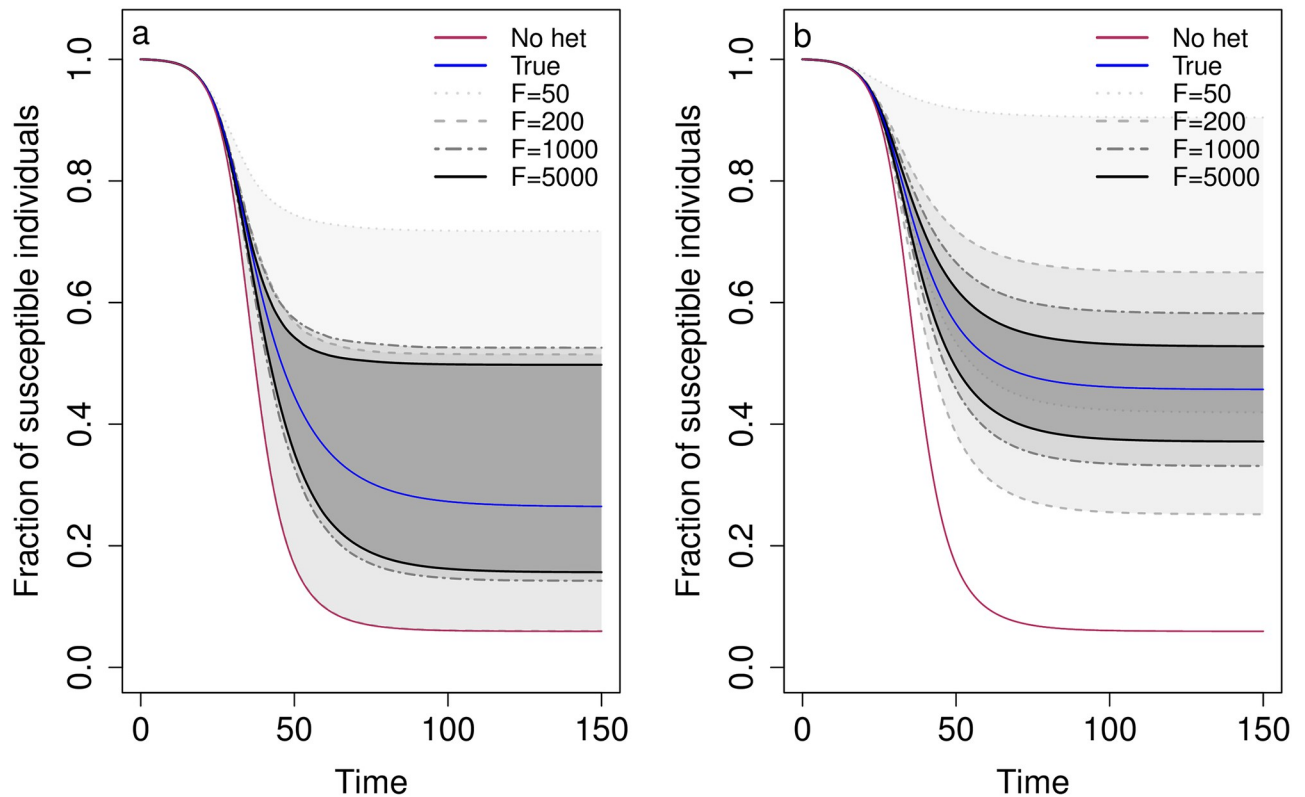 a
No het
True
F=50
F=200
F=1000
F=5000
Fraction of susceptible individuals
1.0
0.8
0.6
0.4
0.2
0.0
0 50 100 150
Time
b
No het
True
F=50
F=200
F=1000
F=5000
Fraction of susceptible individuals
1.0
0.8
0.6
0.4
0.2
0.0
0 50 100 150
Time